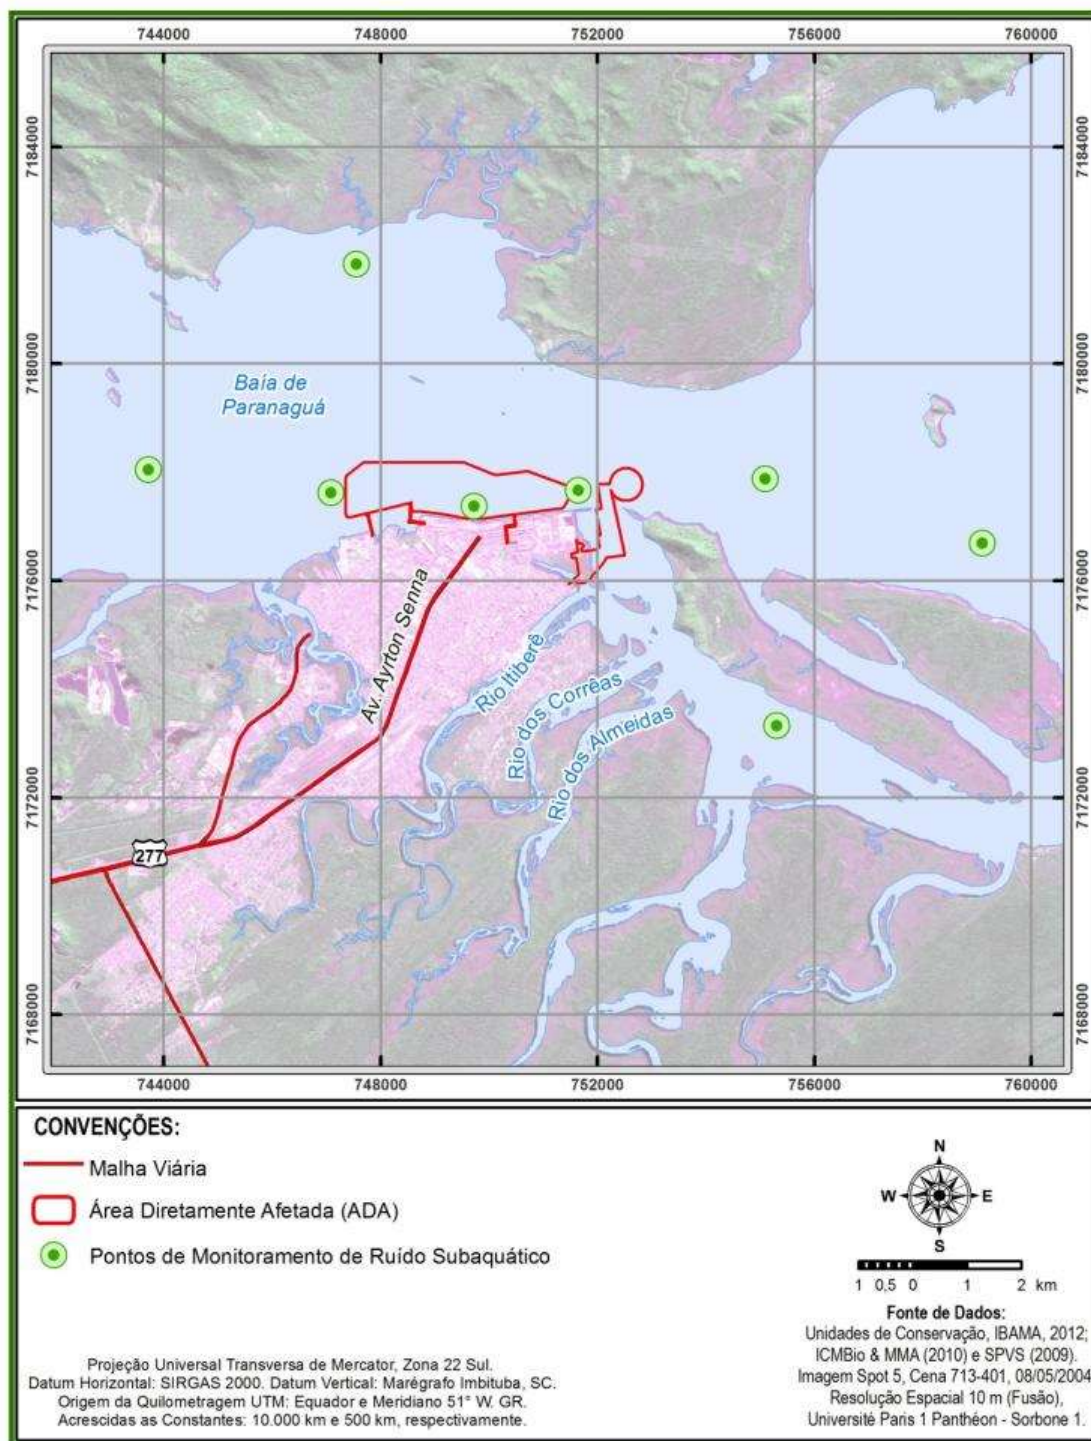 744000 748000 752000 756000 760000
7184000 7184000
7180000 7180000
Baía de
Paranaguá
7176000 7176000
Av. Ayrton Senna
Rio Itiberê
Rio dos Corrêas
Rio dos Almeidas
7172000 7172000
277
7168000 7168000
744000 748000 752000 756000 760000
CONVENÇÕES:
Malha Viária
Área Diretamente Afetada (ADA)
Pontos de Monitoramento de Ruído Subaquático
N
W E
S
1 0,5 0 1 2 km
Fonte de Dados:
Unidades de Conservação, IBAMA, 2012;
ICMBio & MMA (2010) e SPVS (2009).
Imagem Spot 5, Cena 713-401, 08/05/2004
Resolução Espacial 10 m (Fusão),
Université Paris 1 Panthéon - Sorbone 1.
Projeção Universal Transversa de Mercator, Zona 22 Sul.
Datum Horizontal: SIRGAS 2000. Datum Vertical: Marégrafo Imbituba, SC.
Origem da Quilometragem UTM: Equador e Meridiano 51° W. GR.
Acrescidas as Constantes: 10.000 km e 500 km, respectivamente.